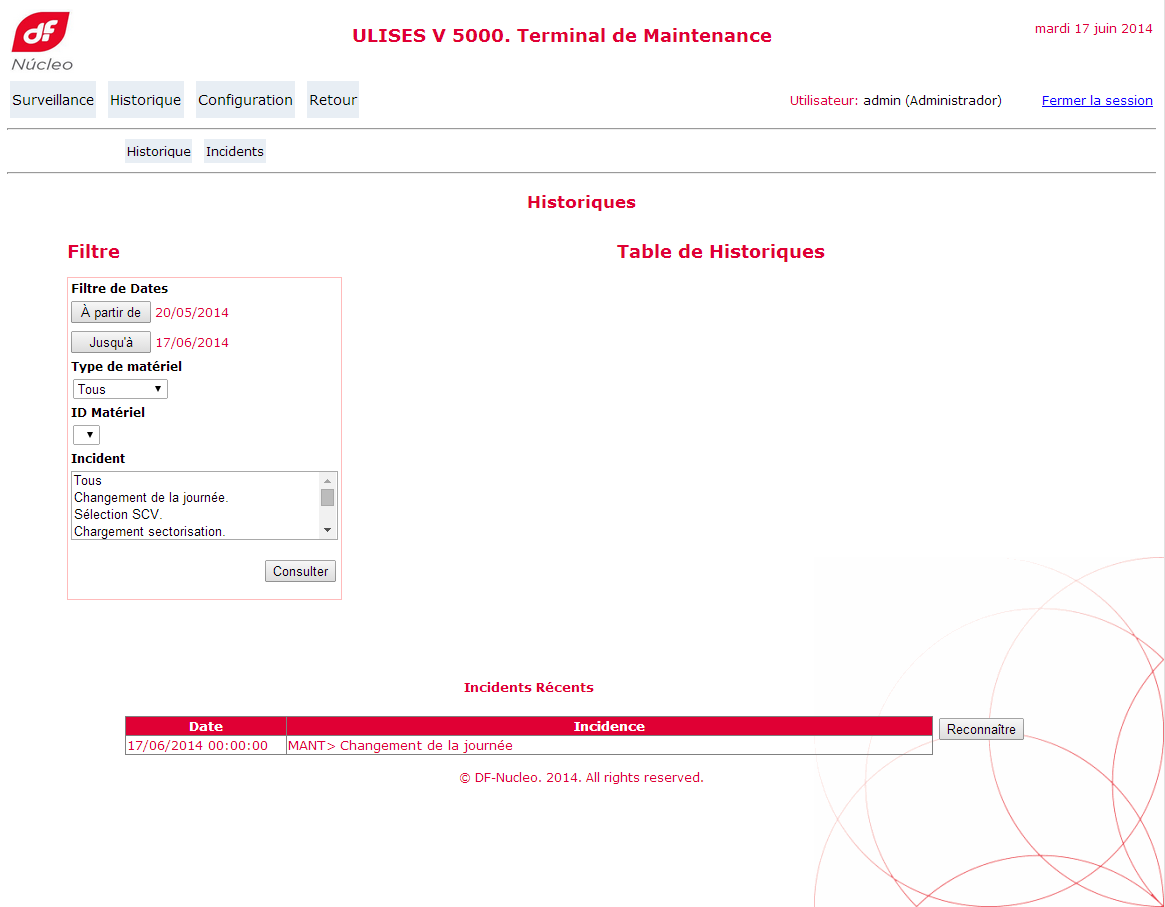 df
Núcleo
ULISES V 5000. Terminal de Maintenance
mardi 17 juin 2014
Surveillance Historique Configuration Retour
Utilisateur: admin (Administrador) Fermer la session
Historique Incidents
Historiques
Filtre
Table de Historiques
Filtre de Dates
À partir de 20/05/2014
Jusqu'à 17/06/2014
Type de matériel
Tous
ID Matériel
Incident
Tous
Changement de la journée.
Sélection SCV.
Chargement sectorisation.
Consulter
Incidents Récents
Date Incidence
17/06/2014 00:00:00 MANT> Changement de la journée
Reconnaître
© DF-Nucleo. 2014. All rights reserved.